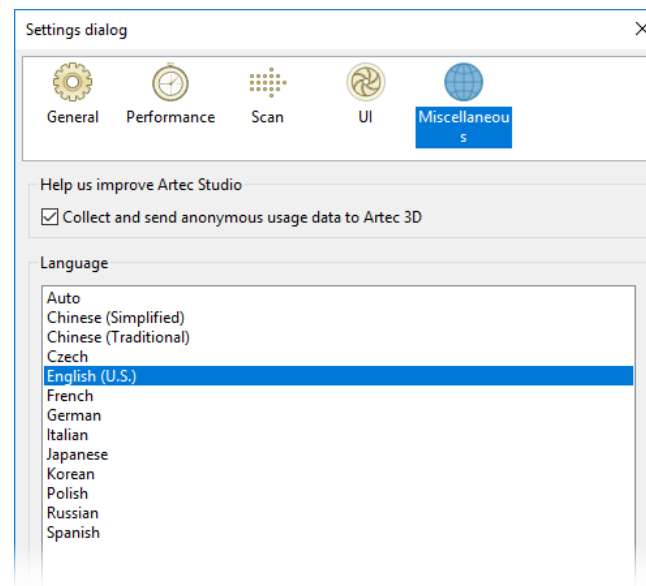 Settings dialog
General Performance Scan UI Miscellaneou
s
Help us improve Artec Studio
Collect and send anonymous usage data to Artec 3D
Language
Auto
Chinese (Simplified)
Chinese (Traditional)
Czech
English (U.S.)
French
German
Italian
Japanese
Korean
Polish
Russian
Spanish